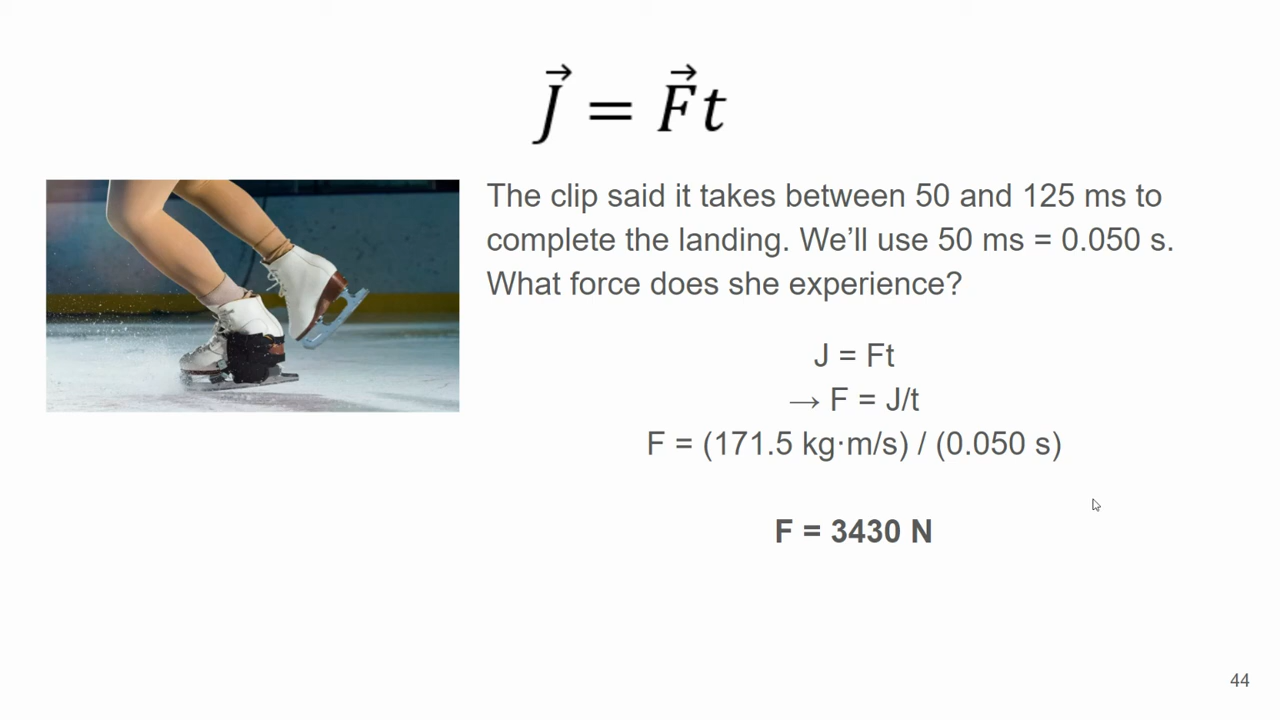 J⃗ = F⃗t
The clip said it takes between 50 and 125 ms to
complete the landing. We’ll use 50 ms = 0.050 s.
What force does she experience?
J = Ft
→ F = J/t
F = (171.5 kg·m/s) / (0.050 s)
F = 3430 N
44